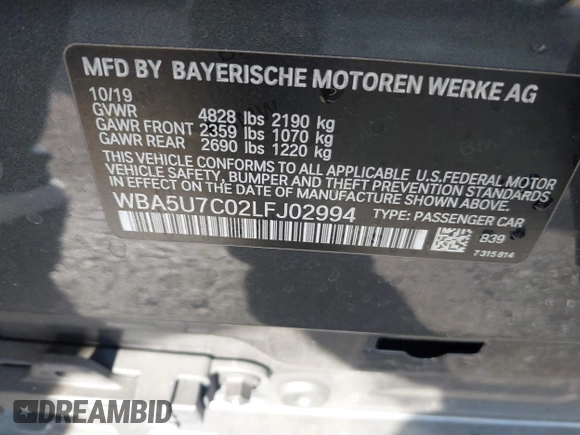 MFD BY BAYERISCHE MOTOREN WERKE AG
10/19
GVWR 4828 lbs 2190 kg
GAWR FRONT 2359 lbs 1070 kg
GAWR REAR 2690 lbs 1220 kg
THIS VEHICLE CONFORMS TO ALL APPLICABLE U.S.FEDERAL MOTOR
VEHICLE SAFETY, BUMPER AND THEFT PREVENTION STANDARDS
IN EFFECT ON THE DATE OF MANUFACTURE SHOWN ABOVE.
WBA5U7C02LFJ02994 TYPE: PASSENGER CAR
B39
7315814
DREAMBID